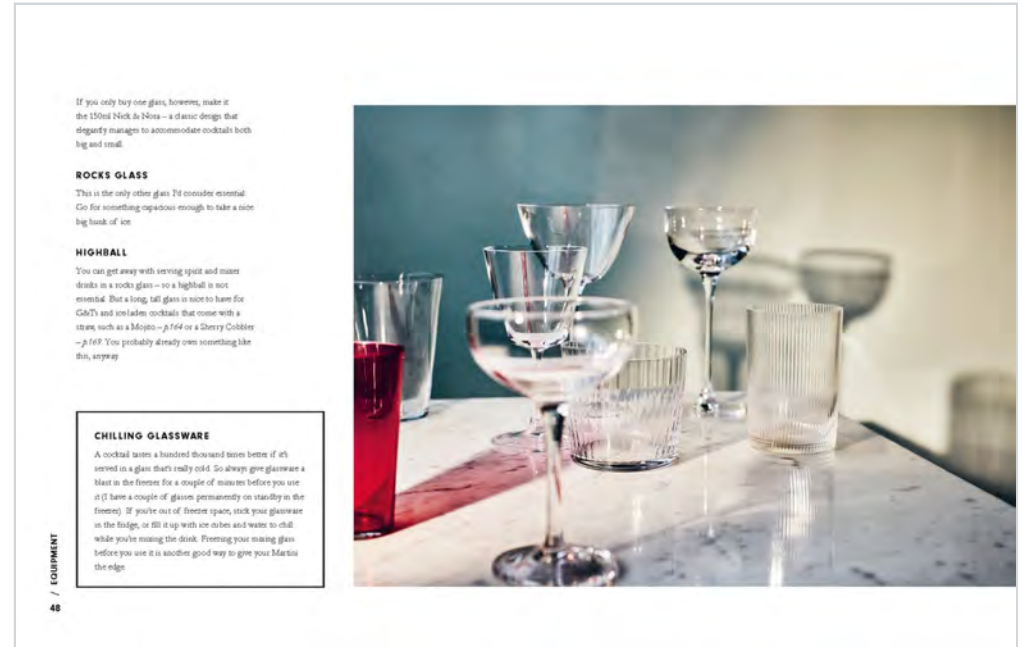 If you only buy one glass, however, make it
the 150ml Nick & Nora – a classic design that
elegantly manages to accommodate cocktails both
big and small.
ROCKS GLASS
This is the only other glass I'd consider essential.
Go for something capacious enough to take a nice
big hunk of ice.
HIGHBALL
You can get away with serving spirit and mixer
drinks in a rocks glass – so a highball is not
essential. But a long, tall glass is nice to have for
G&Ts and ice-laden cocktails that come with a
straw, such as a Mojito – p.164 or a Sherry Cobbler
– p.169. You probably already own something like
this, anyway.
CHILLING GLASSWARE
A cocktail tastes a hundred thousand times better if it's
served in a glass that's really cold. So always give glassware a
blast in the freezer for a couple of minutes before you use
it (I have a couple of glasses permanently on standby in the
freezer). If you're out of freezer space, stick your glassware
in the fridge, or fill it up with ice cubes and water to chill
while you're mixing the drink. Freezing your mixing glass
before you use it is another good way to give your Martini
the edge.
48 / EQUIPMENT